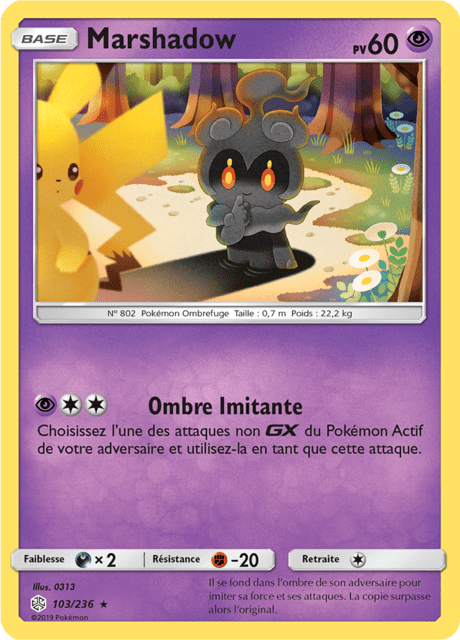 BASE Marshadow PV60
N° 802 Pokémon Ombrefuge Taille : 0,7 m Poids : 22,2 kg
Ombre Imitante
Choisissez l'une des attaques non GX du Pokémon Actif
de votre adversaire et utilisez-la en tant que cette attaque.
Faiblesse ×2 Résistance -20 Retraite
Illus. 0313
103/236 ★
©2019 Pokémon
Il se fond dans l'ombre de son adversaire pour
imiter sa force et ses attaques. La copie surpasse
alors l'original.